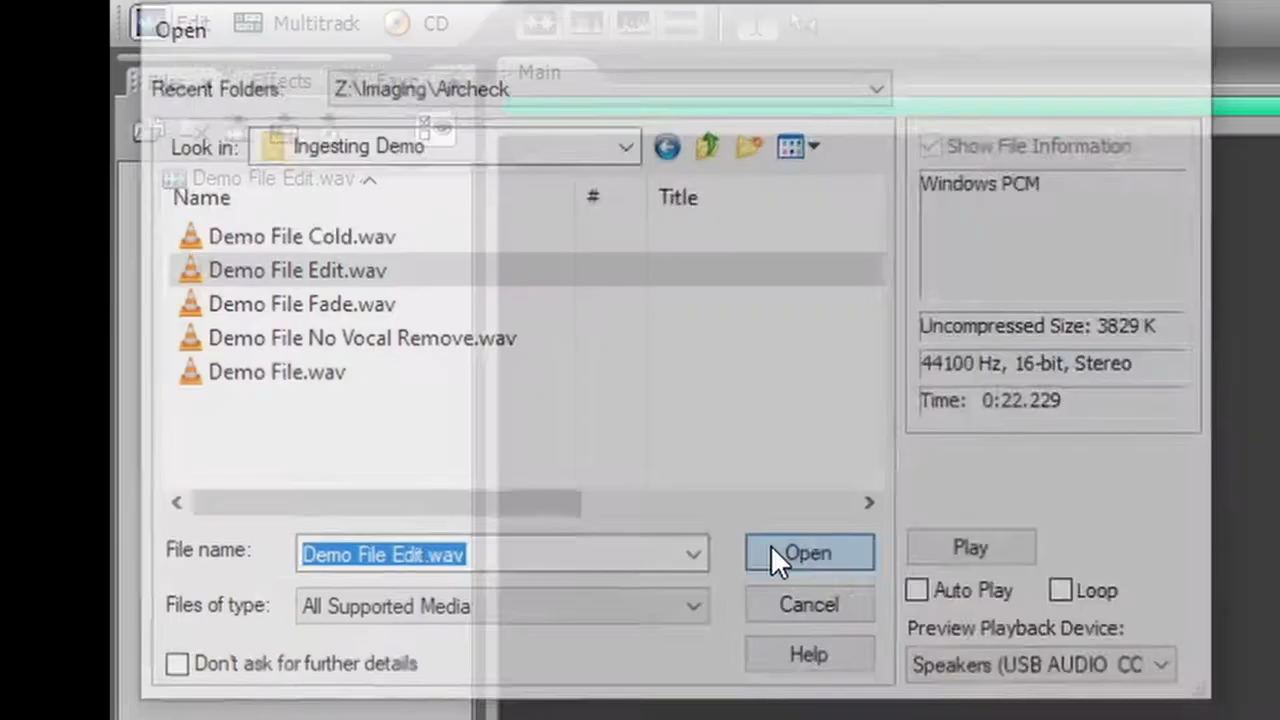 Edit Multitrack CD
Open
Effects
Main
Recent Folders: Z:\Imaging\Aircheck
Look in: Ingesting Demo
Show File Information
Demo File Edit.wav
Windows PCM
Name # Title
Demo File Cold.wav
Demo File Edit.wav
Demo File Fade.wav
Demo File No Vocal Remove.wav
Demo File.wav
Uncompressed Size: 3829 K
44100 Hz, 16-bit, Stereo
Time: 0:22.229
File name: Demo File Edit.wav Open Play
Auto Play Loop
Files of type: All Supported Media Cancel
Preview Playback Device:
Help
Don't ask for further details
Speakers (USB AUDIO CC